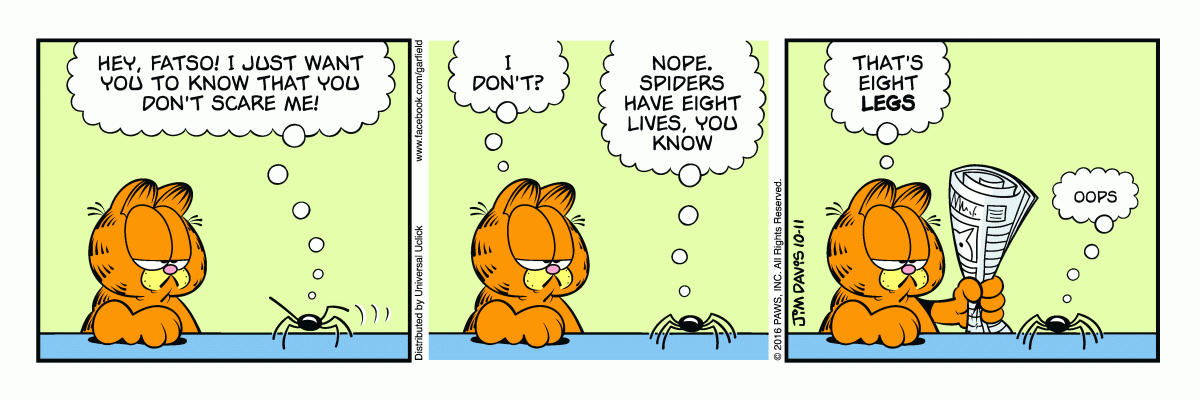 HEY, FATSO! I JUST WANT
YOU TO KNOW THAT YOU
DON'T SCARE ME!
www.facebook.com/garfield
Distributed by Universal Uclick
I
DON'T?
NOPE.
SPIDERS
HAVE EIGHT
LIVES, YOU
KNOW
© 2016 PAWS, INC. All Rights Reserved.
JIM DAVIS 10-11
THAT'S
EIGHT
LEGS
OOPS